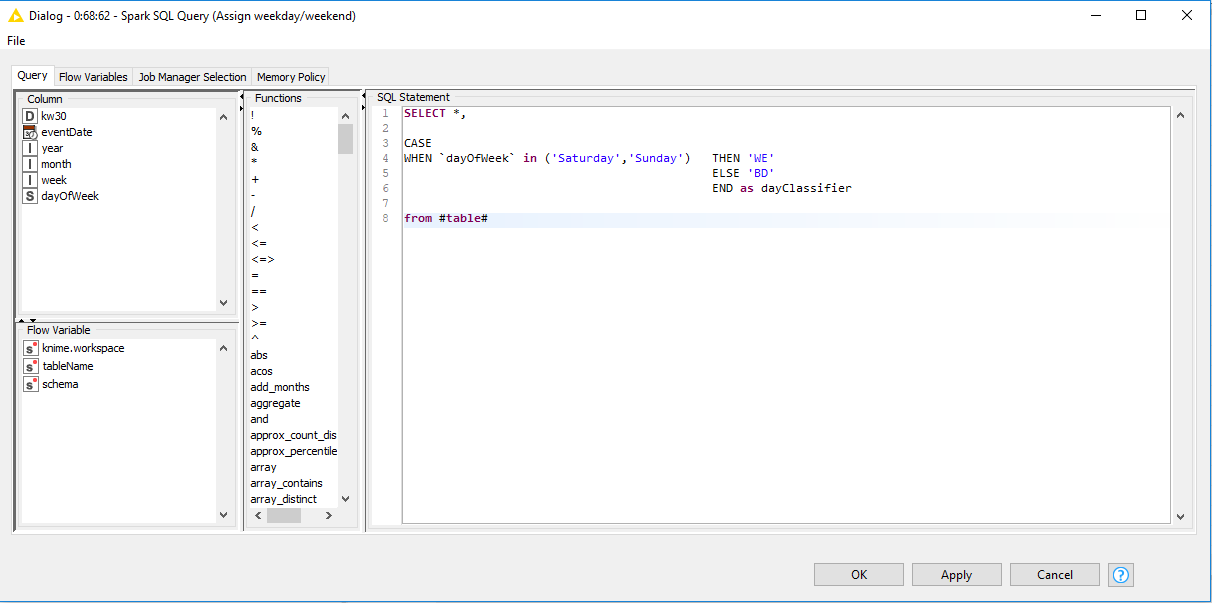 Dialog - 0:68:62 - Spark SQL Query (Assign weekday/weekend)
File
Query Flow Variables Job Manager Selection Memory Policy
Column
D kw30
eventDate
I year
I month
I week
S dayOfWeek
Flow Variable
s knime.workspace
s tableName
s schema
Functions
!
%
&
*
+
-
/
<
<=
<=>
=
==
>
>=
^
abs
acos
add_months
aggregate
and
approx_count_dis
approx_percentile
array
array_contains
array_distinct
SQL Statement
1 SELECT *,
2
3 CASE
4 WHEN `dayOfWeek` in ('Saturday','Sunday') THEN 'WE'
5 ELSE 'BD'
6 END as dayClassifier
7
8 from #table#
OK Apply Cancel ?